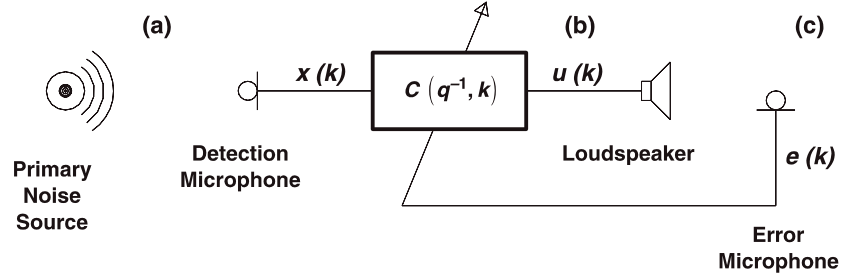 (a)
(b)
(c)
x (k)
C (q⁻¹, k)
u (k)
Primary
Noise
Source
Detection
Microphone
Loudspeaker
e (k)
Error
Microphone